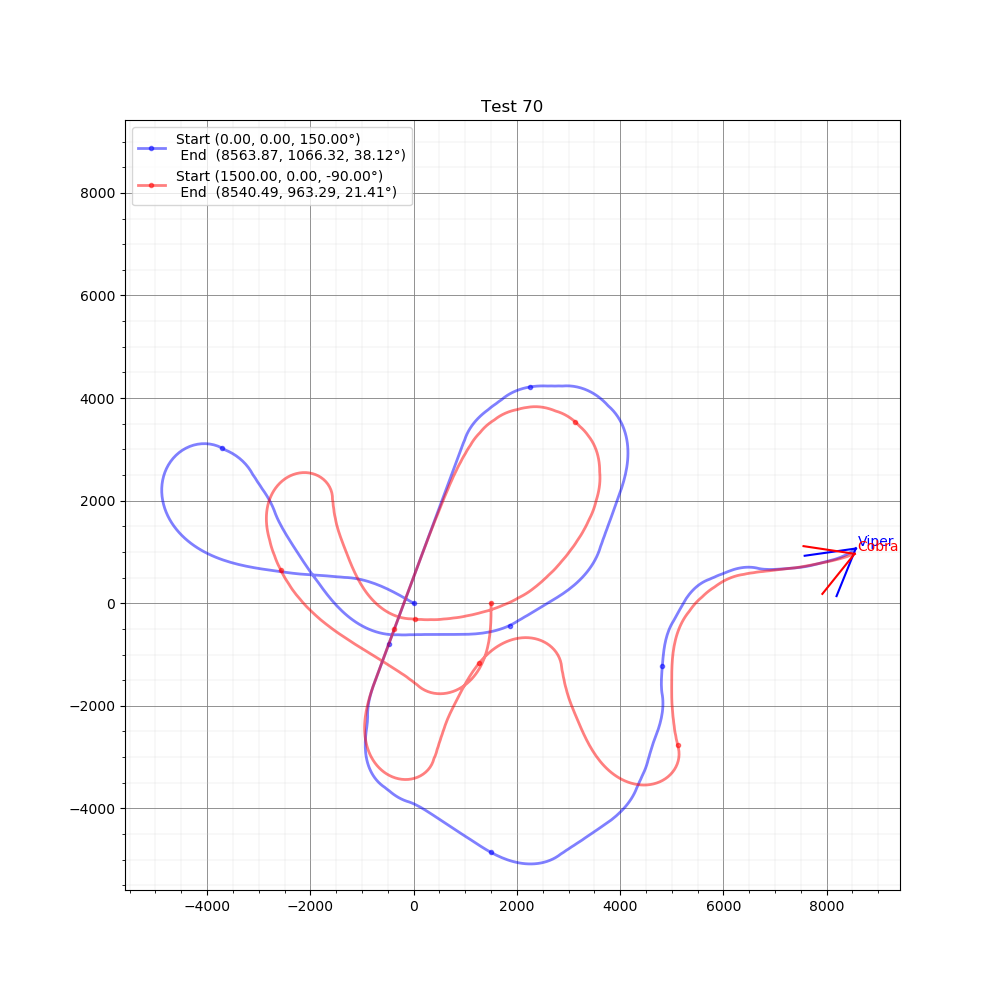 Test 70
Start (0.00, 0.00, 150.00°)
End (8563.87, 1066.32, 38.12°)
Start (1500.00, 0.00, -90.00°)
End (8540.49, 963.29, 21.41°)
8000
6000
4000
2000
0
−2000
−4000
Viper
Cobra
−4000 −2000 0 2000 4000 6000 8000